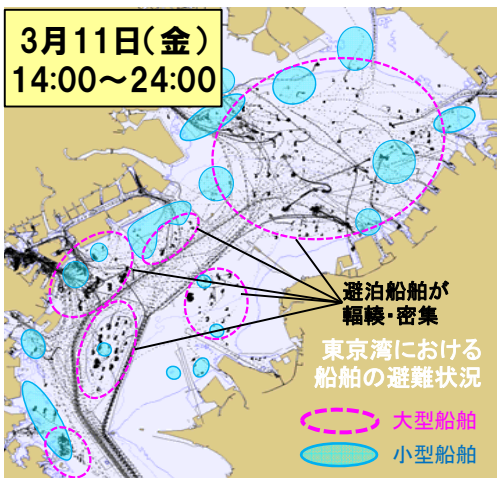 3月11日(金)
14:00～24:00
避泊船舶が
輻輳・密集
東京湾における
船舶の避難状況
大型船舶
小型船舶